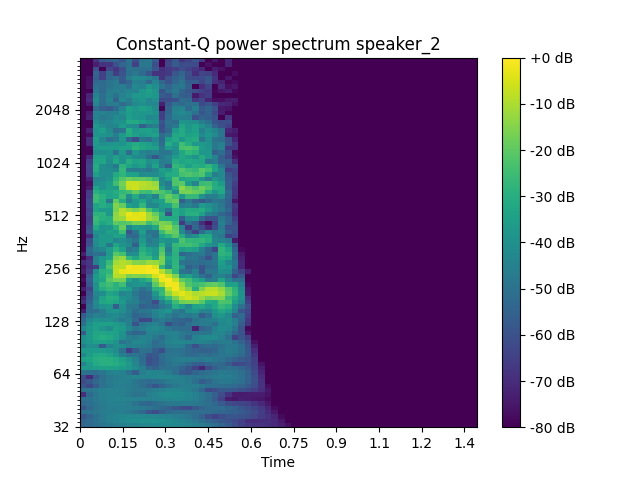 Constant-Q power spectrum speaker_2
Hz
2048
1024
512
256
128
64
32
0 0.15 0.3 0.45 0.6 0.75 0.9 1.1 1.2 1.4
Time
+0 dB
-10 dB
-20 dB
-30 dB
-40 dB
-50 dB
-60 dB
-70 dB
-80 dB